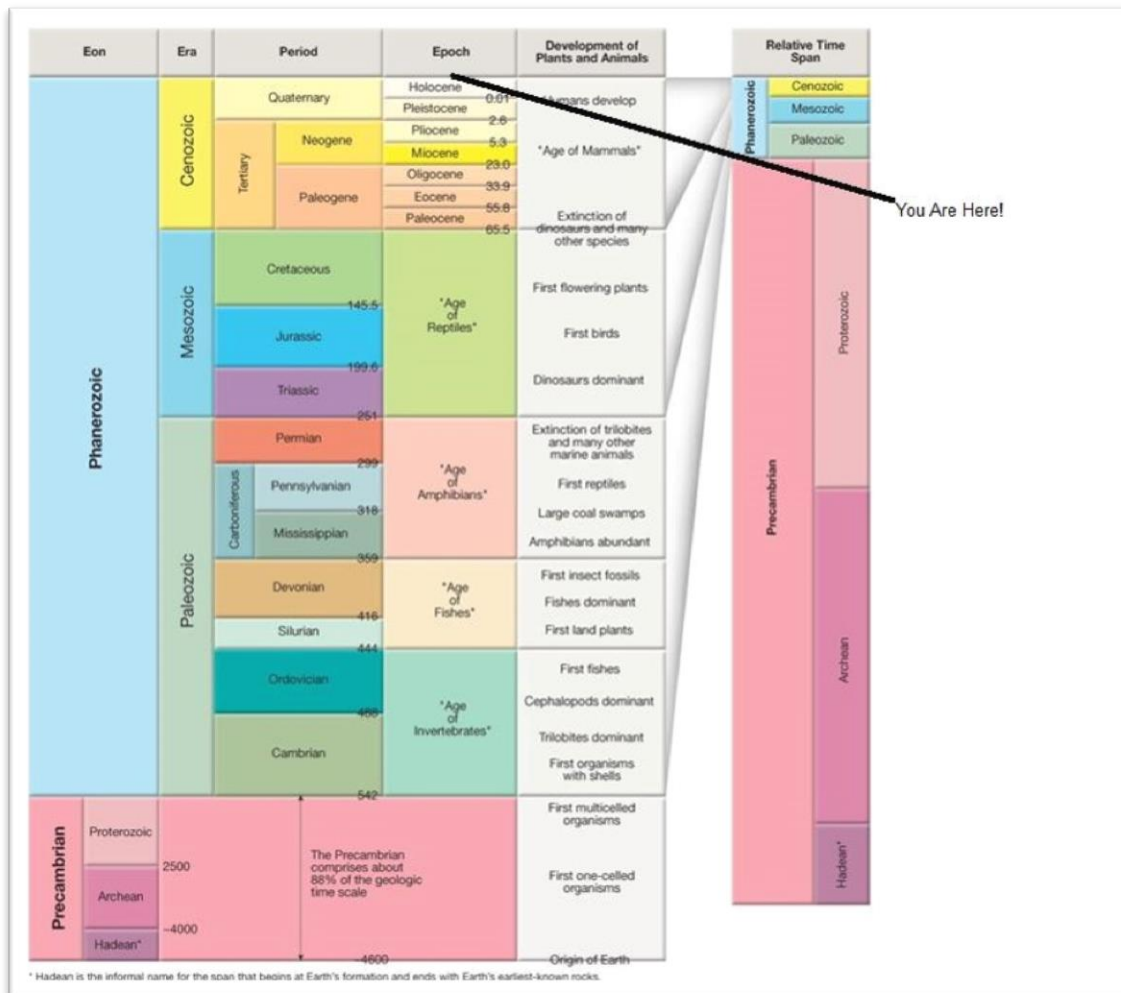 Eon
Era
Period
Epoch
Development of
Plants and Animals
Relative Time
Span
Phanerozoic
Cenozoic
Quaternary
Tertiary
Neogene
Paleogene
Holocene
0.01
Pleistocene
2.6
Pliocene
5.3
Miocene
23.0
Oligocene
33.9
Eocene
55.8
Paleocene
65.5
Humans develop
"Age of Mammals"
Extinction of
dinosaurs and many
other species
Mesozoic
Cretaceous
145.5
Jurassic
199.6
Triassic
251
"Age
of
Reptiles"
First flowering plants
First birds
Dinosaurs dominant
Paleozoic
Permian
299
Carboniferous
Pennsylvanian
318
Mississippian
359
"Age
of
Amphibians"
Extinction of trilobites
and many other
marine animals
First reptiles
Large coal swamps
Amphibians abundant
Devonian
416
Silurian
444
"Age
of
Fishes"
First insect fossils
Fishes dominant
First land plants
Ordovician
Cambrian
542
"Age
of
Invertebrates"
First fishes
Cephalopods dominant
Trilobites dominant
First organisms
with shells
Precambrian
Proterozoic
2500
Archean
~4000
Hadean*
~4600
The Precambrian
comprises about
88% of the geologic
time scale
First multicelled
organisms
First one-celled
organisms
Origin of Earth
Phanerozoic
Cenozoic
Mesozoic
Paleozoic
Precambrian
Proterozoic
Archean
Hadean*
You Are Here!
* Hadean is the informal name for the span that begins at Earth's formation and ends with Earth's earliest-known rocks.